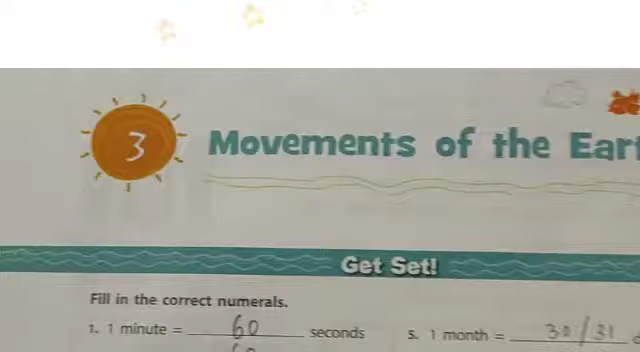 3
Movements of the Eart
Get Set!
Fill in the correct numerals.
1. 1 minute = 60 seconds
5. 1 month = 30/31